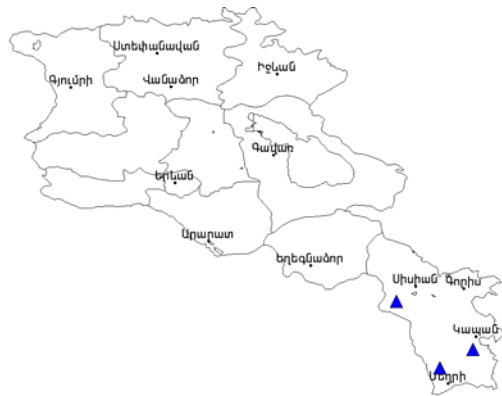 Ստեփանավան
Իջևան
Գյումրի
Վանաձոր
Գավառ
Երևան
Արարատ
Եղեգնաձոր
Սիսիան
Գորիս
Կապան
Մեղրի